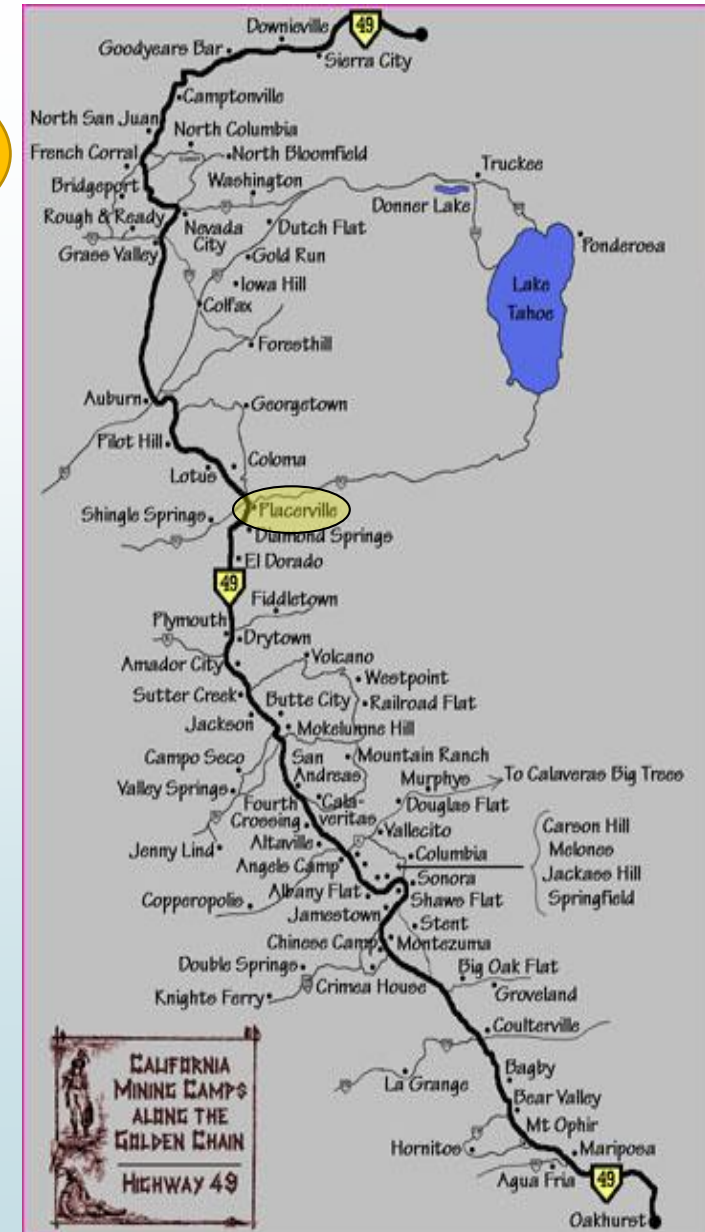 Downieville
49
Goodyears Bar
Sierra City
Camptonville
North San Juan
North Columbia
French Corral
North Bloomfield
Truckee
Bridgeport
Washington
Donner Lake
Rough & Ready
Nevada
City
Dutch Flat
Ponderosa
Grass Valley
Gold Run
Iowa Hill
Lake
Tahoe
Colfax
Foresthill
Auburn
Georgetown
Pilot Hill
Coloma
Lotus
Placerville
Shingle Springs
Diamond Springs
El Dorado
49
Fiddletown
Plymouth
Drytown
Amador City
Volcano
Westpoint
Sutter Creek
Butte City
Railroad Flat
Jackson
Mokelumne Hill
Campo Seco
San
Andreas
Mountain Ranch
Valley Springs
Murphys
To Calaveras Big Trees
Fourth
Crossing
Cala-
veritas
Douglas Flat
Altaville
Vallecito
Carson Hill
Melones
Jackass Hill
Springfield
Jenny Lind
Angels Camp
Columbia
Copperopolis
Albany Flat
Sonora
Shaws Flat
Jamestown
Stent
Chinese Camp
Montezuma
Double Springs
Crimea House
Big Oak Flat
Knights Ferry
Groveland
Coulterville
La Grange
Bagby
Bear Valley
Mt Ophir
Hornitos
Mariposa
Agua Fria
49
Oakhurst
CALIFORNIA
MINING CAMPS
ALONG THE
GOLDEN CHAIN
HIGHWAY 49